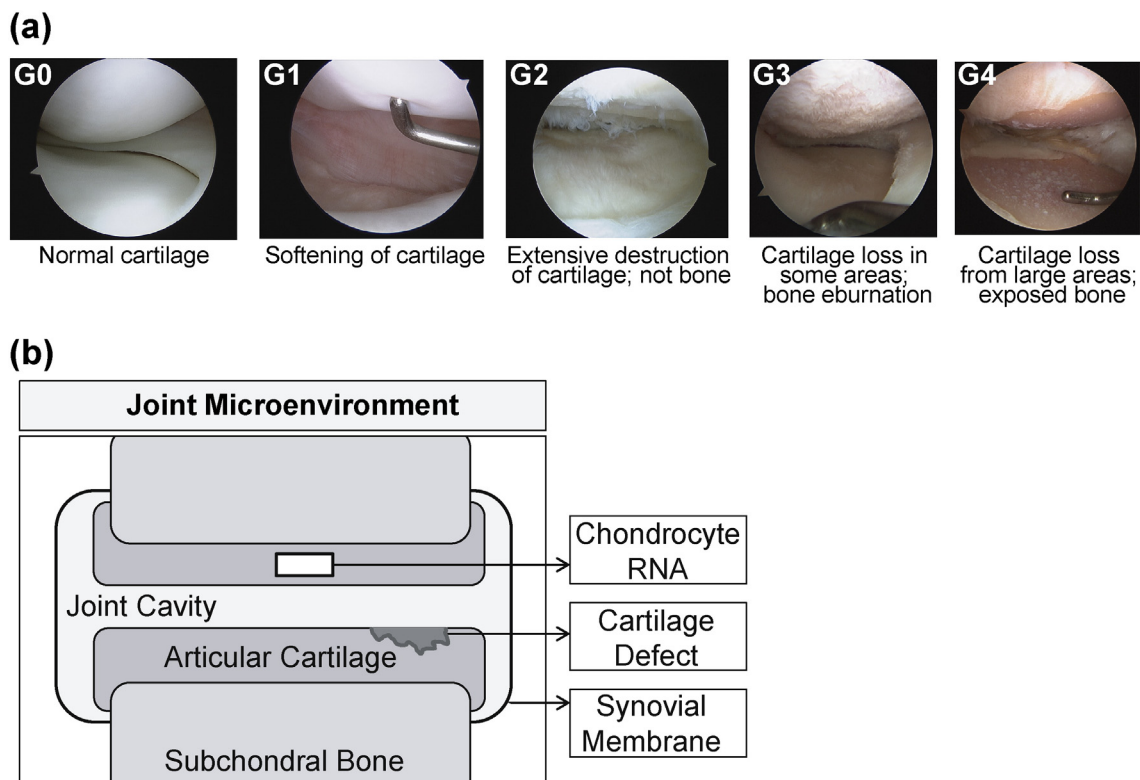 (a)
G0
G1
G2
G3
G4
Normal cartilage
Softening of cartilage
Extensive destruction
of cartilage; not bone
Cartilage loss in
some areas;
bone eburnation
Cartilage loss
from large areas;
exposed bone
(b)
Joint Microenvironment
Chondrocyte
RNA
Joint Cavity
Cartilage
Defect
Articular Cartilage
Synovial
Membrane
Subchondral Bone